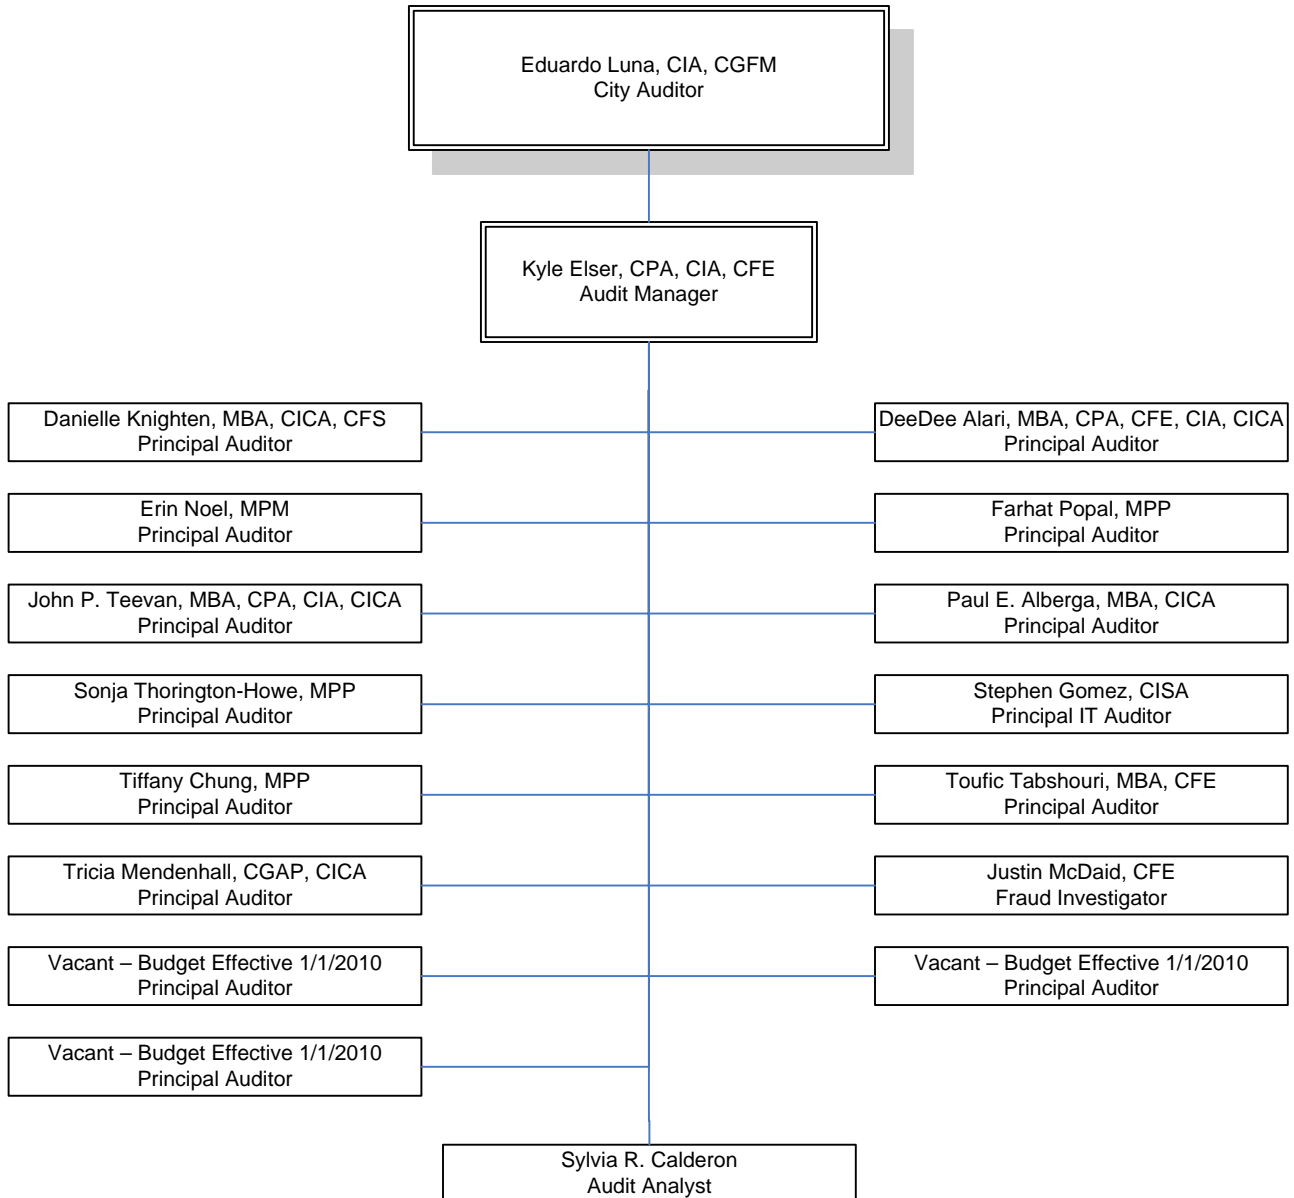 Eduardo Luna, CIA, CGFM
City Auditor
Kyle Elser, CPA, CIA, CFE
Audit Manager
Danielle Knighten, MBA, CICA, CFS
Principal Auditor
DeeDee Alari, MBA, CPA, CFE, CIA, CICA
Principal Auditor
Erin Noel, MPM
Principal Auditor
Farhat Popal, MPP
Principal Auditor
John P. Teevan, MBA, CPA, CIA, CICA
Principal Auditor
Paul E. Alberga, MBA, CICA
Principal Auditor
Sonja Thorington-Howe, MPP
Principal Auditor
Stephen Gomez, CISA
Principal IT Auditor
Tiffany Chung, MPP
Principal Auditor
Toufic Tabshouri, MBA, CFE
Principal Auditor
Tricia Mendenhall, CGAP, CICA
Principal Auditor
Justin McDaid, CFE
Fraud Investigator
Vacant – Budget Effective 1/1/2010
Principal Auditor
Vacant – Budget Effective 1/1/2010
Principal Auditor
Vacant – Budget Effective 1/1/2010
Principal Auditor
Sylvia R. Calderon
Audit Analyst